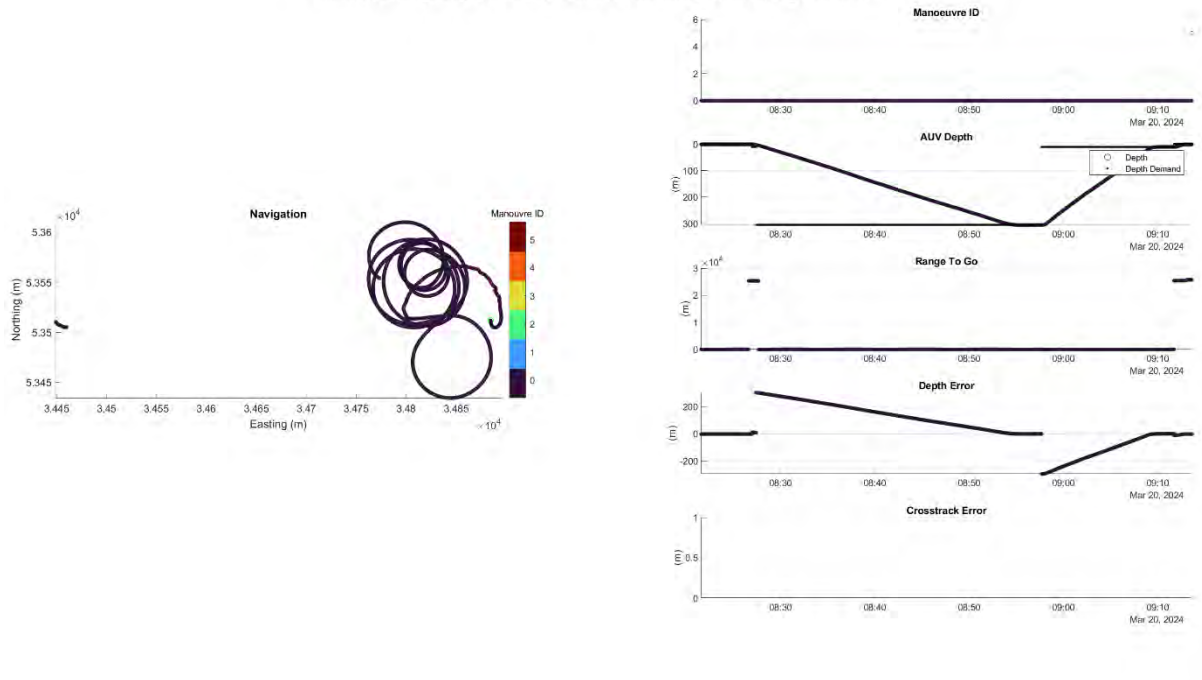 Navigation
×10⁴
5.36
5.355
5.35
5.345
Northing (m)
3.445 3.45 3.455 3.46 3.465 3.47 3.475 3.48 3.485
×10⁴
Easting (m)
Manouvre ID
5
4
3
2
1
0
Manoeuvre ID
6
4
2
0
08:30 08:40 08:50 09:00 09:10
Mar 20, 2024
AUV Depth
0
100
200
300
(m)
Depth
Depth Demand
08:30 08:40 08:50 09:00 09:10
Mar 20, 2024
Range To Go
3
2
1
0
(m)
08:30 08:40 08:50 09:00 09:10
Mar 20, 2024
Depth Error
200
0
-200
(m)
08:30 08:40 08:50 09:00 09:10
Mar 20, 2024
Crosstrack Error
1
0.5
0
(m)
08:30 08:40 08:50 09:00 09:10
Mar 20, 2024